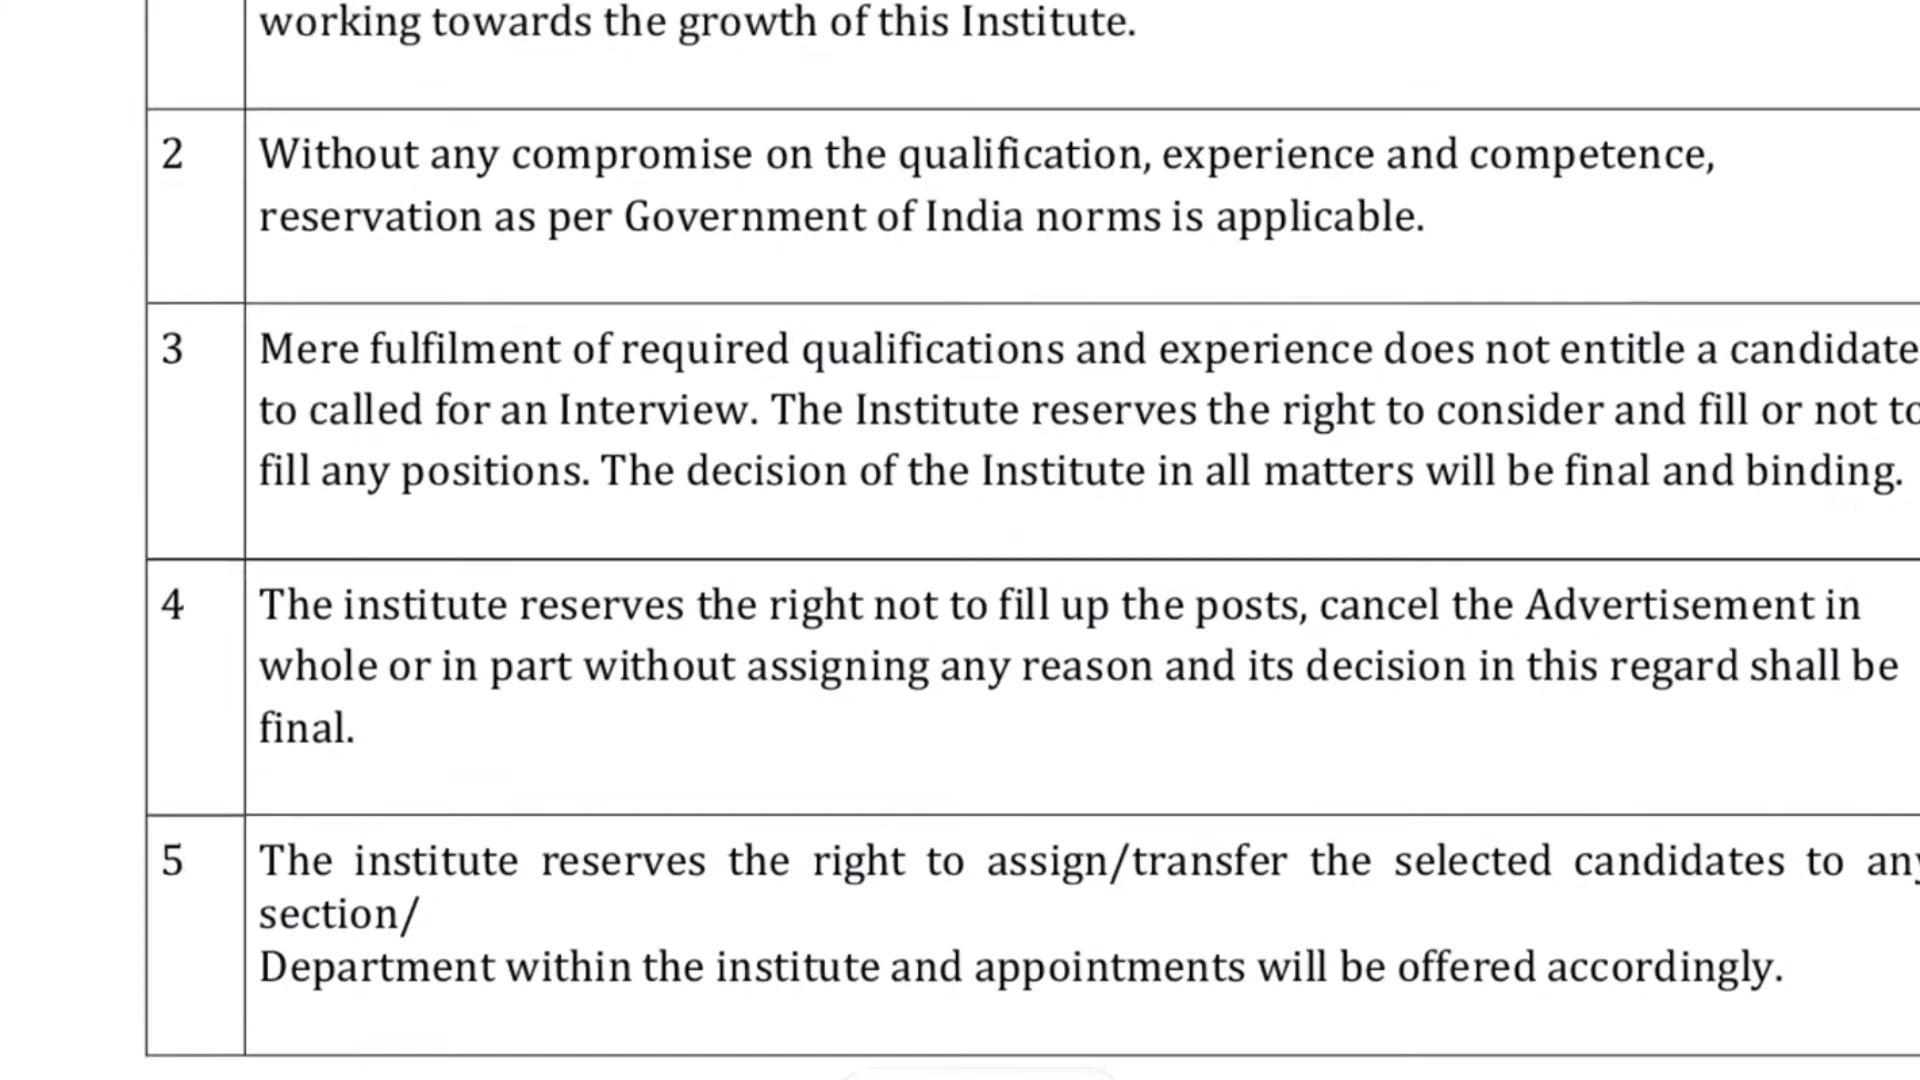 working towards the growth of this Institute.
2 Without any compromise on the qualification, experience and competence,
reservation as per Government of India norms is applicable.
3 Mere fulfilment of required qualifications and experience does not entitle a candidate
to called for an Interview. The Institute reserves the right to consider and fill or not to
fill any positions. The decision of the Institute in all matters will be final and binding.
4 The institute reserves the right not to fill up the posts, cancel the Advertisement in
whole or in part without assigning any reason and its decision in this regard shall be
final.
5 The institute reserves the right to assign/transfer the selected candidates to any
section/
Department within the institute and appointments will be offered accordingly.